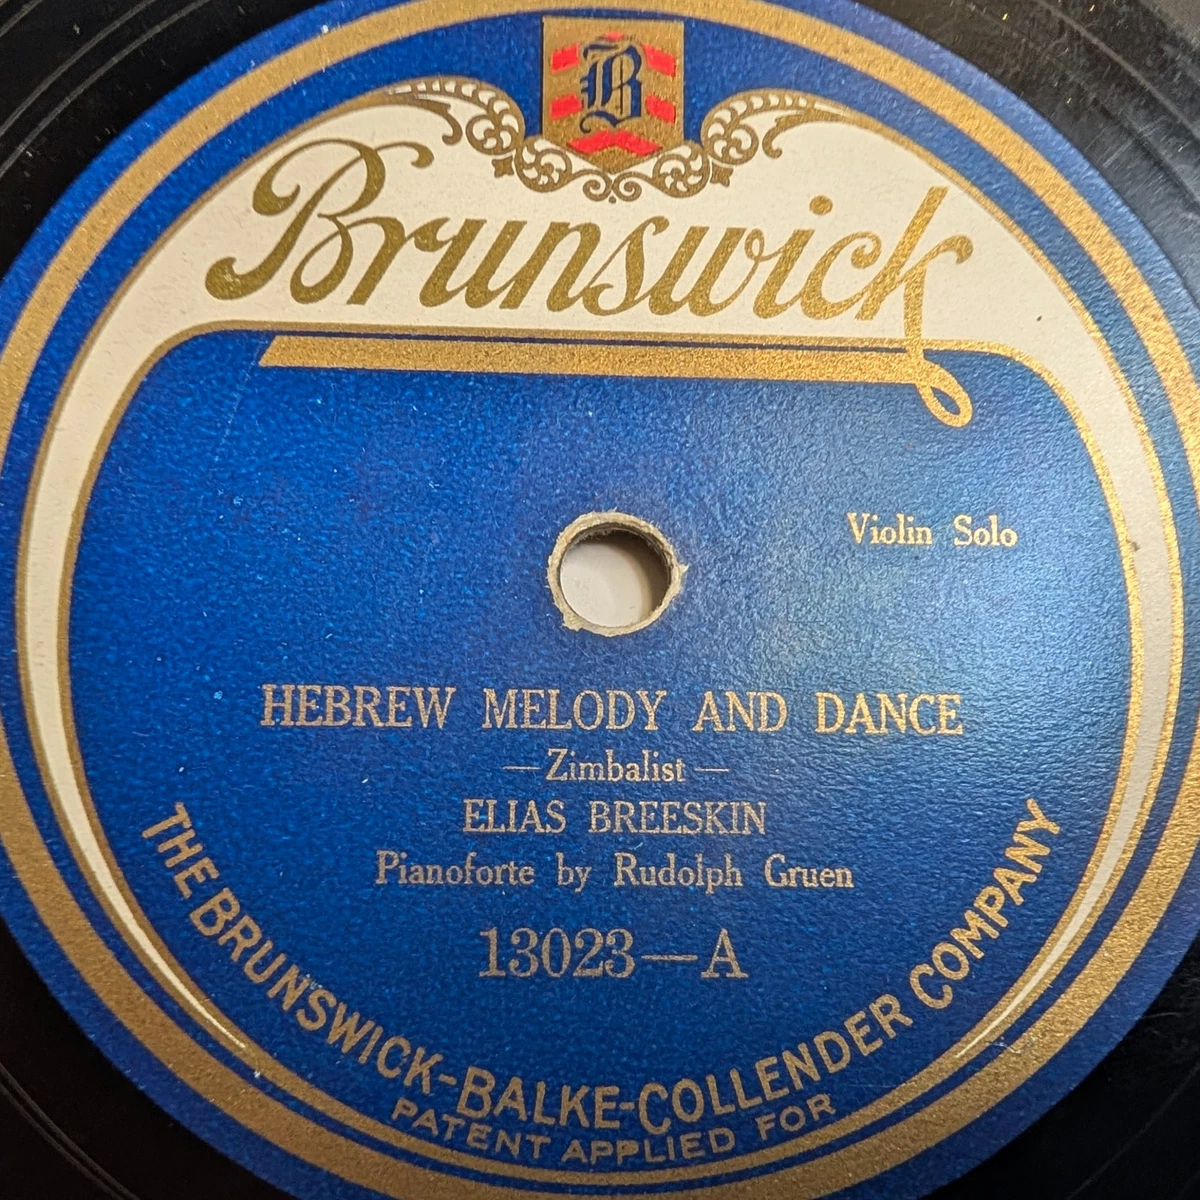 B
Brunswick
Violin Solo
HEBREW MELODY AND DANCE
—Zimbalist—
ELIAS BREESKIN
Pianoforte by Rudolph Gruen
13023—A
THE BRUNSWICK-BALKE-COLLENDER COMPANY
PATENT APPLIED FOR